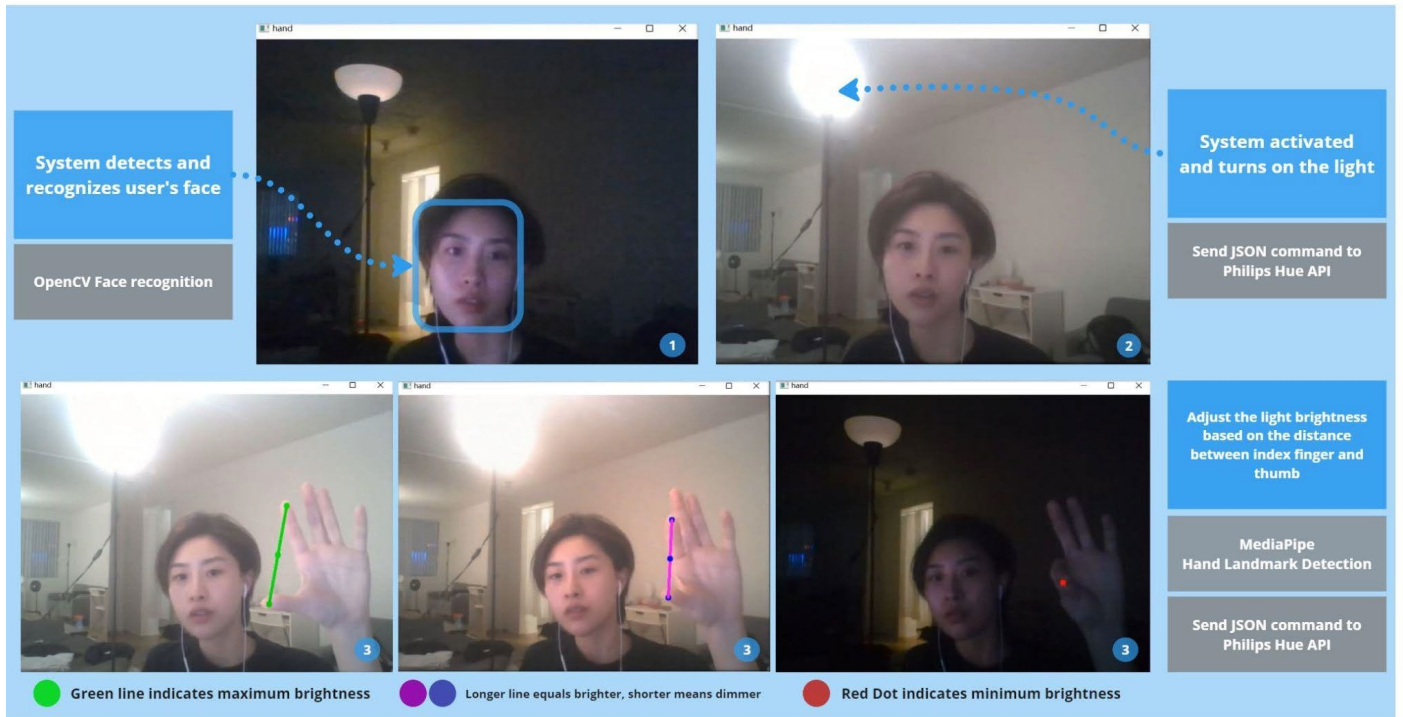 hand
hand
System detects and
recognizes user's face
OpenCV Face recognition
1
2
System activated
and turns on the light
Send JSON command to
Philips Hue API
hand
hand
hand
3
3
3
Adjust the light brightness
based on the distance
between index finger and
thumb
MediaPipe
Hand Landmark Detection
Send JSON command to
Philips Hue API
Green line indicates maximum brightness
Longer line equals brighter, shorter means dimmer
Red Dot indicates minimum brightness